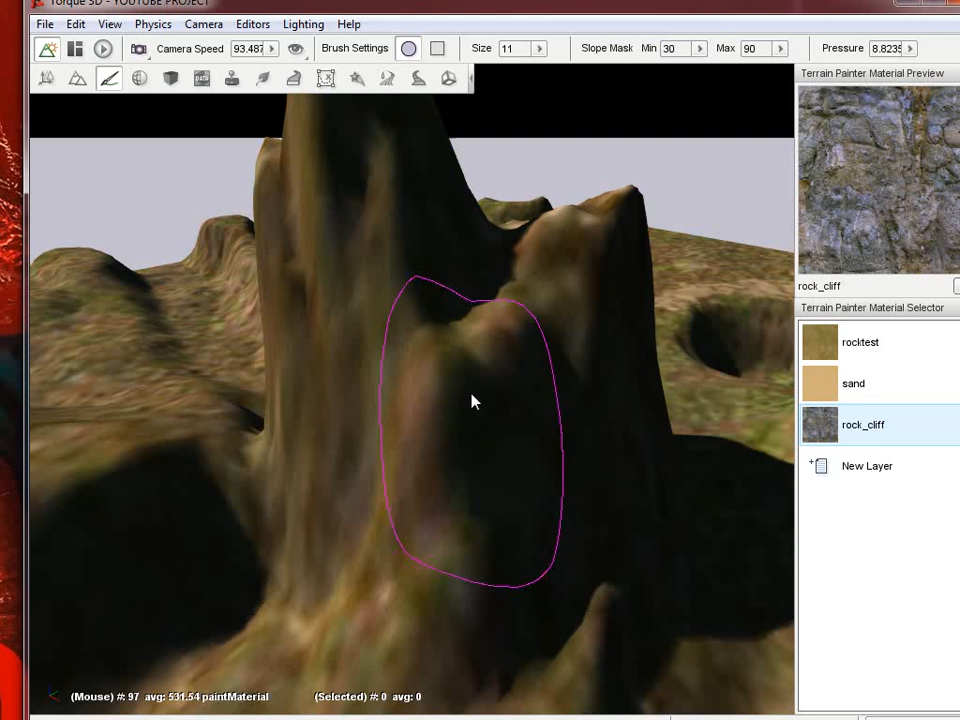 Torque 3D - YOUTUBE PROJECT
File Edit View Physics Camera Editors Lighting Help
Camera Speed 93.487 Brush Settings Size 11 Slope Mask Min 30 Max 90 Pressure 8.8235
Terrain Painter Material Preview
rock_cliff
Terrain Painter Material Selector
rocktest
sand
rock_cliff
New Layer
(Mouse) #: 97 avg: 531.54 paintMaterial (Selected) #: 0 avg: 0